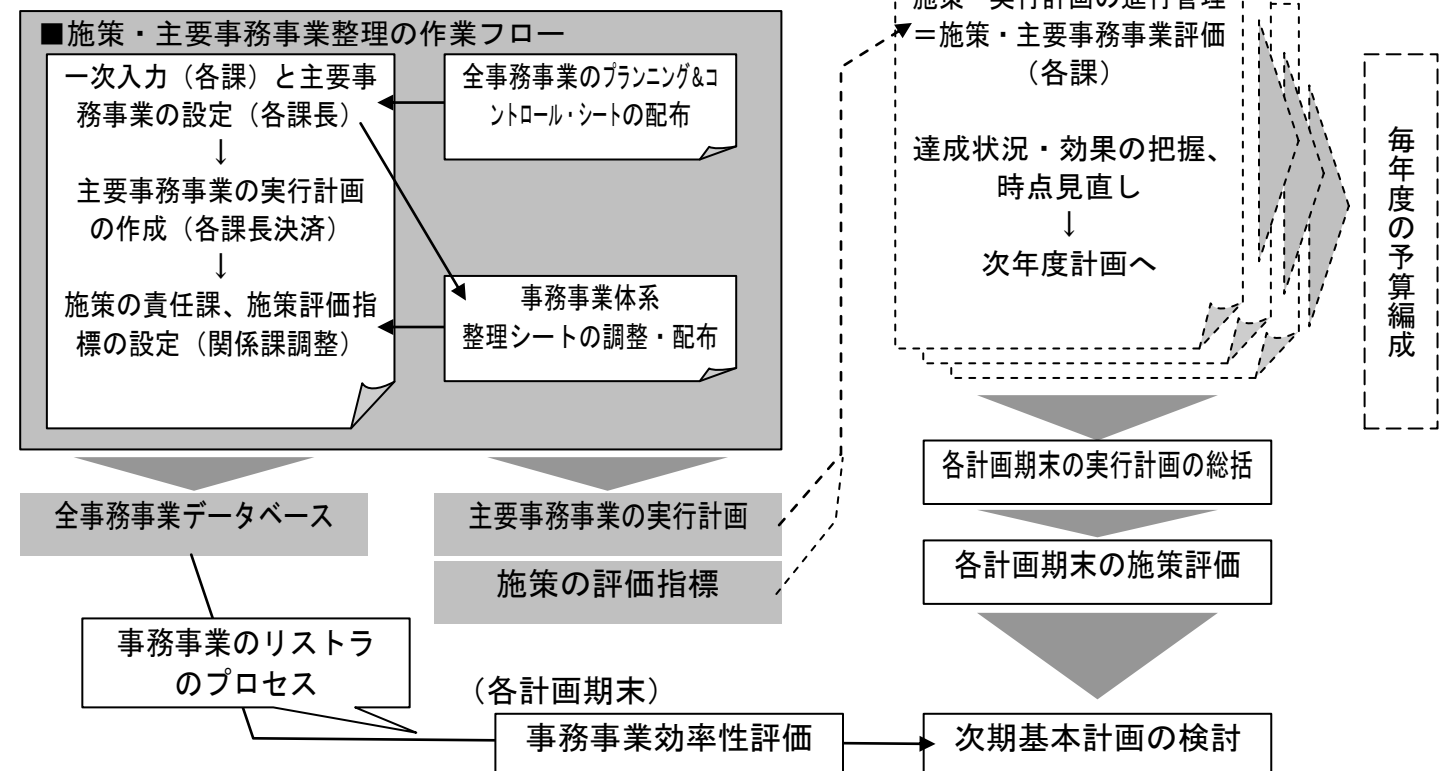 ■施策・主要事務事業整理の作業フロー
一次入力（各課）と主要事
務事業の設定（各課長）
↓
主要事務事業の実行計画
の作成（各課長決済）
↓
施策の責任課、施策評価指
標の設定（関係課調整）
全事務事業のプランニング&コ
ントロール・シートの配布
事務事業体系
整理シートの調整・配布
施策・実行計画の進行管理
＝施策・主要事務事業評価
（各課）
達成状況・効果の把握、
時点見直し
↓
次年度計画へ
毎年度の予算編成
全事務事業データベース
主要事務事業の実行計画
施策の評価指標
各計画期末の実行計画の総括
各計画期末の施策評価
事務事業のリストラ
のプロセス
（各計画期末）
事務事業効率性評価
次期基本計画の検討